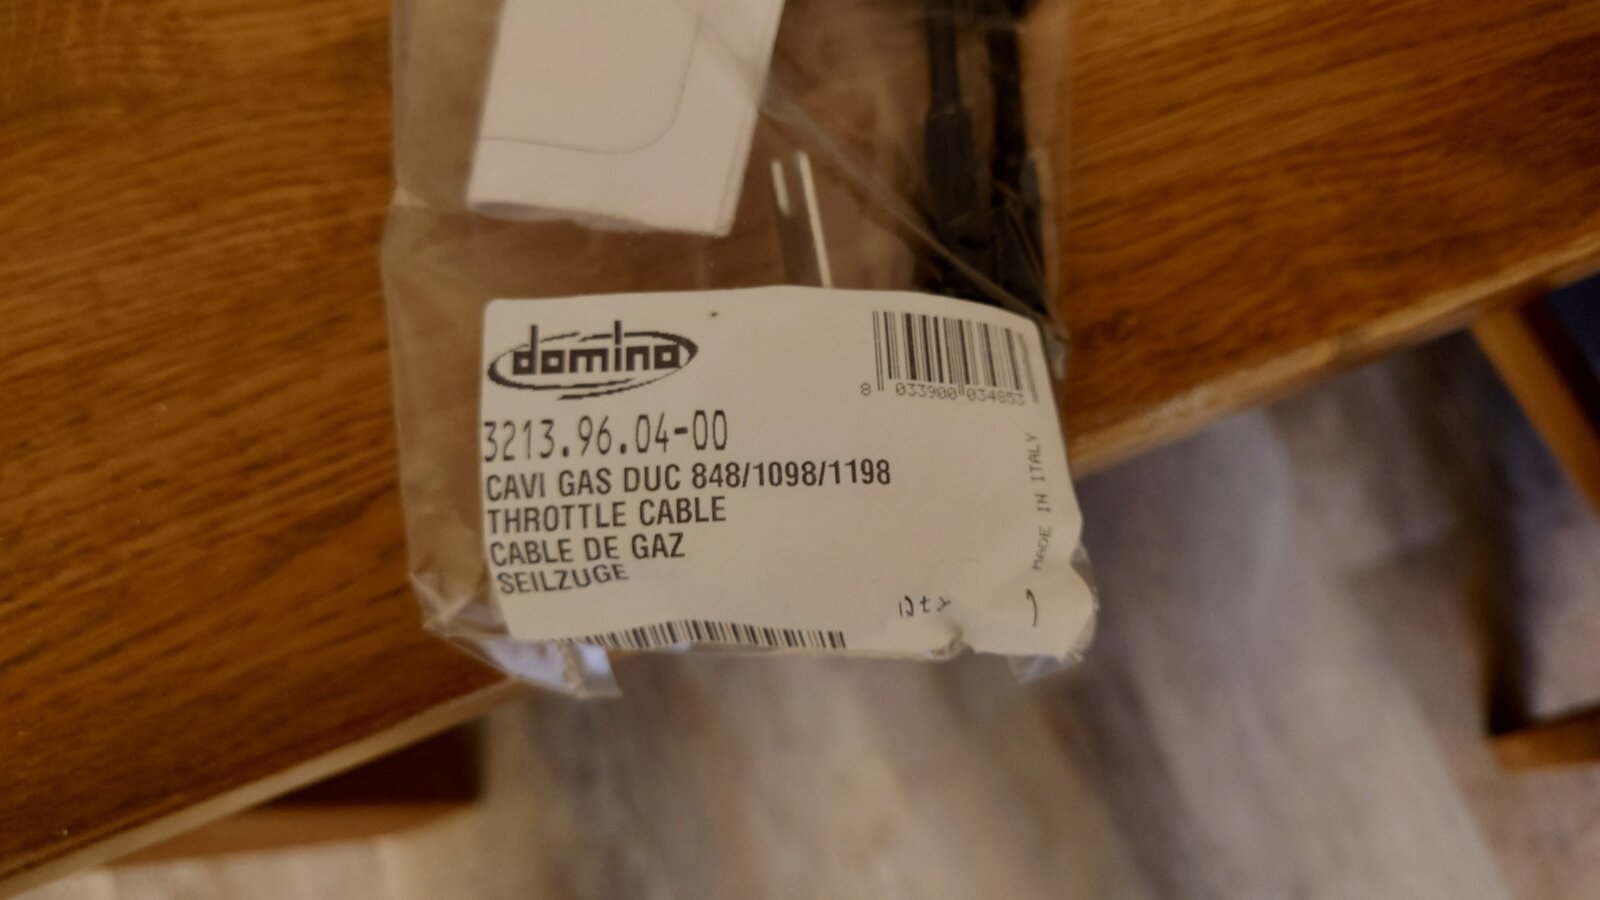 domino
8 033900 034853
3213.96.04-00
CAVI GAS DUC 848/1098/1198
THROTTLE CABLE
CABLE DE GAZ
SEILZUGE
MADE IN ITALY
Qty